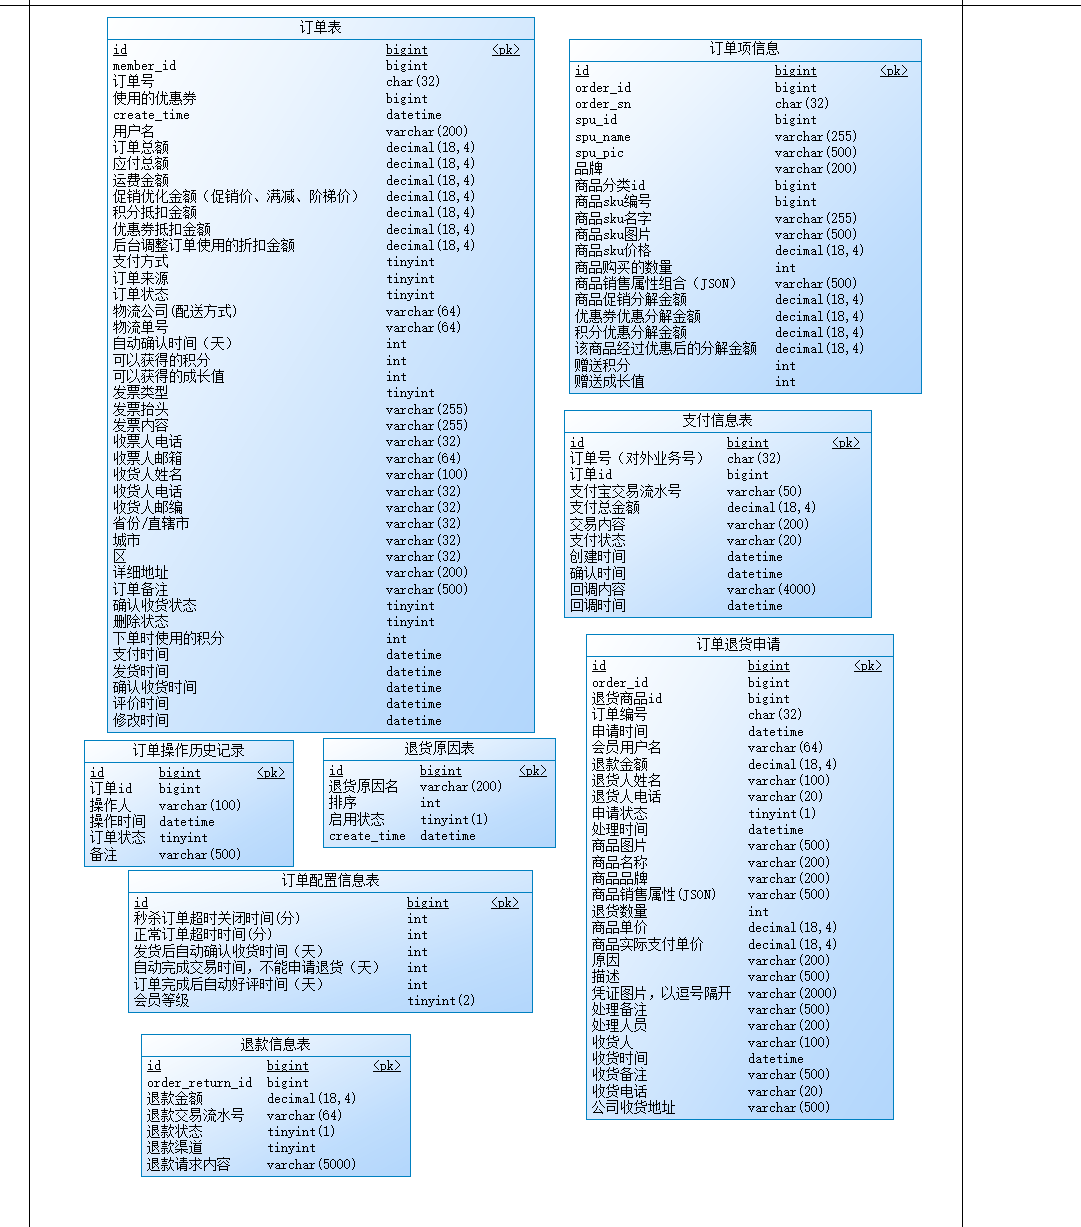 订单表
id bigint <pk>
member_id bigint
订单号 char(32)
使用的优惠券 bigint
create_time datetime
用户名 varchar(200)
订单总额 decimal(18,4)
应付总额 decimal(18,4)
运费金额 decimal(18,4)
促销优化金额（促销价、满减、阶梯价） decimal(18,4)
积分抵扣金额 decimal(18,4)
优惠券抵扣金额 decimal(18,4)
后台调整订单使用的折扣金额 decimal(18,4)
支付方式 tinyint
订单来源 tinyint
订单状态 tinyint
物流公司(配送方式) varchar(64)
物流单号 varchar(64)
自动确认时间（天） int
可以获得的积分 int
可以获得的成长值 int
发票类型 tinyint
发票抬头 varchar(255)
发票内容 varchar(255)
收票人电话 varchar(32)
收票人邮箱 varchar(64)
收货人姓名 varchar(100)
收货人电话 varchar(32)
收货人邮编 varchar(32)
省份/直辖市 varchar(32)
城市 varchar(32)
区 varchar(32)
详细地址 varchar(200)
订单备注 varchar(500)
确认收货状态 tinyint
删除状态 tinyint
下单时使用的积分 int
支付时间 datetime
发货时间 datetime
确认收货时间 datetime
评价时间 datetime
修改时间 datetime
订单项信息
id bigint <pk>
order_id bigint
order_sn char(32)
spu_id bigint
spu_name varchar(255)
spu_pic varchar(500)
品牌 varchar(200)
商品分类id bigint
商品sku编号 bigint
商品sku名字 varchar(255)
商品sku图片 varchar(500)
商品sku价格 decimal(18,4)
商品购买的数量 int
商品销售属性组合（JSON） varchar(500)
商品促销分解金额 decimal(18,4)
优惠券优惠分解金额 decimal(18,4)
积分优惠分解金额 decimal(18,4)
该商品经过优惠后的分解金额 decimal(18,4)
赠送积分 int
赠送成长值 int
支付信息表
id bigint <pk>
订单号（对外业务号） char(32)
订单id bigint
支付宝交易流水号 varchar(50)
支付总金额 decimal(18,4)
交易内容 varchar(200)
支付状态 varchar(20)
创建时间 datetime
确认时间 datetime
回调内容 varchar(4000)
回调时间 datetime
订单退货申请
id bigint <pk>
order_id bigint
退货商品id bigint
订单编号 char(32)
申请时间 datetime
会员用户名 varchar(64)
退款金额 decimal(18,4)
退货人姓名 varchar(100)
退货人电话 varchar(20)
申请状态 tinyint(1)
处理时间 datetime
商品图片 varchar(500)
商品名称 varchar(200)
商品品牌 varchar(200)
商品销售属性(JSON) varchar(500)
退货数量 int
商品单价 decimal(18,4)
商品实际支付单价 decimal(18,4)
原因 varchar(200)
描述 varchar(500)
凭证图片，以逗号隔开 varchar(2000)
处理备注 varchar(500)
处理人员 varchar(200)
收货人 varchar(100)
收货时间 datetime
收货备注 varchar(500)
收货电话 varchar(20)
公司收货地址 varchar(500)
订单操作历史记录
id bigint <pk>
订单id bigint
操作人 varchar(100)
操作时间 datetime
订单状态 tinyint
备注 varchar(500)
退货原因表
id bigint <pk>
退货原因名 varchar(200)
排序 int
启用状态 tinyint(1)
create_time datetime
订单配置信息表
id bigint <pk>
秒杀订单超时关闭时间(分) int
正常订单超时时间(分) int
发货后自动确认收货时间（天） int
自动完成交易时间，不能申请退货（天） int
订单完成后自动好评时间（天） int
会员等级 tinyint(2)
退款信息表
id bigint <pk>
order_return_id bigint
退款金额 decimal(18,4)
退款交易流水号 varchar(64)
退款状态 tinyint(1)
退款渠道 tinyint
退款请求内容 varchar(5000)